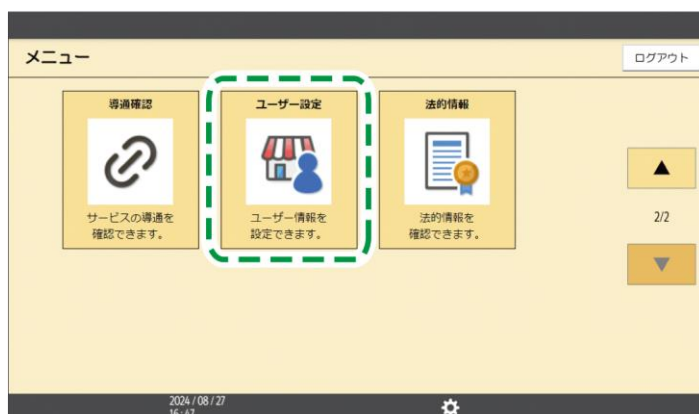 メニュー
ログアウト
導通確認
ユーザー設定
法的情報
サービスの導通を
確認できます。
ユーザー情報を
設定できます。
法的情報を
確認できます。
▲
2/2
▼
2024 / 08 / 27
16 : 47